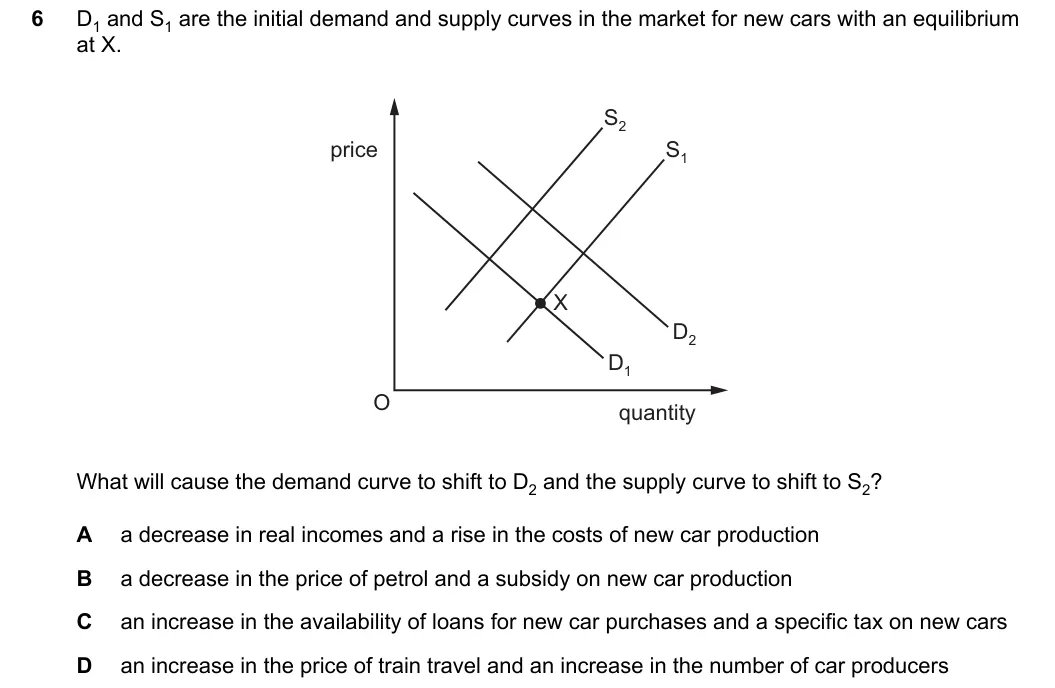 6 D1 and S1 are the initial demand and supply curves in the market for new cars with an equilibrium
at X.
S2
price
S1
X
D2
D1
O
quantity
What will cause the demand curve to shift to D2 and the supply curve to shift to S2?
A a decrease in real incomes and a rise in the costs of new car production
B a decrease in the price of petrol and a subsidy on new car production
C an increase in the availability of loans for new car purchases and a specific tax on new cars
D an increase in the price of train travel and an increase in the number of car producers